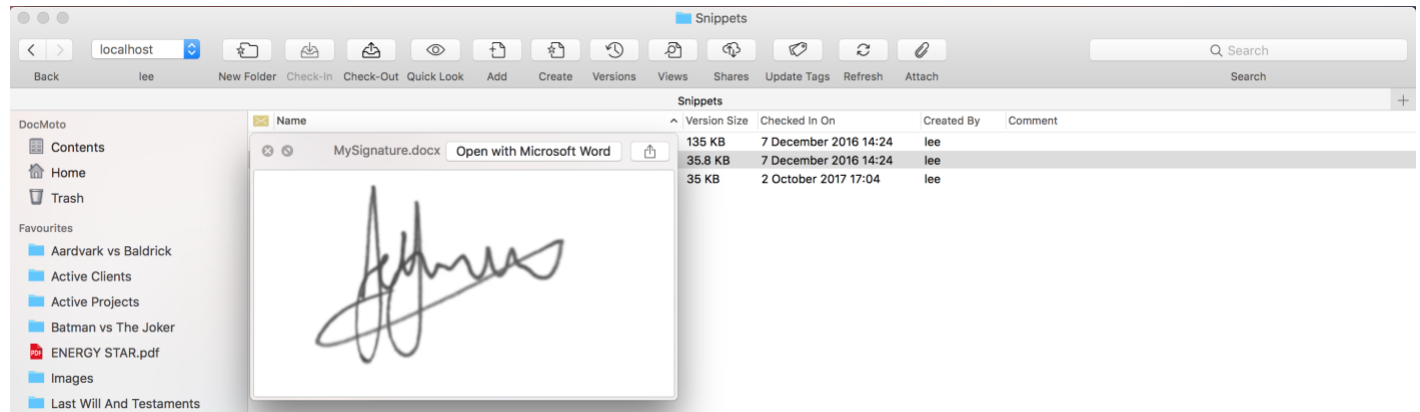 Snippets
localhost
Search
Back lee New Folder Check-In Check-Out Quick Look Add Create Versions Views Shares Update Tags Refresh Attach Search
Snippets
DocMoto
Contents
Home
Trash
Favourites
Aardvark vs Baldrick
Active Clients
Active Projects
Batman vs The Joker
PDF ENERGY STAR.pdf
Images
Last Will And Testaments
Name Version Size Checked In On Created By Comment
135 KB 7 December 2016 14:24 lee
35.8 KB 7 December 2016 14:24 lee
35 KB 2 October 2017 17:04 lee
MySignature.docx Open with Microsoft Word